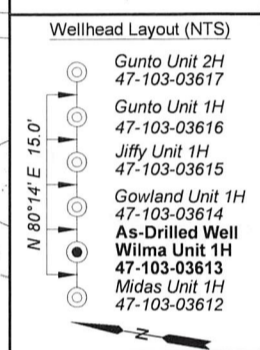 Wellhead Layout (NTS)
Gunto Unit 2H
47-103-03617
Gunto Unit 1H
47-103-03616
Jiffy Unit 1H
47-103-03615
Gowland Unit 1H
47-103-03614
As-Drilled Well
Wilma Unit 1H
47-103-03613
Midas Unit 1H
47-103-03612
N 80°14' E 15.0'
N